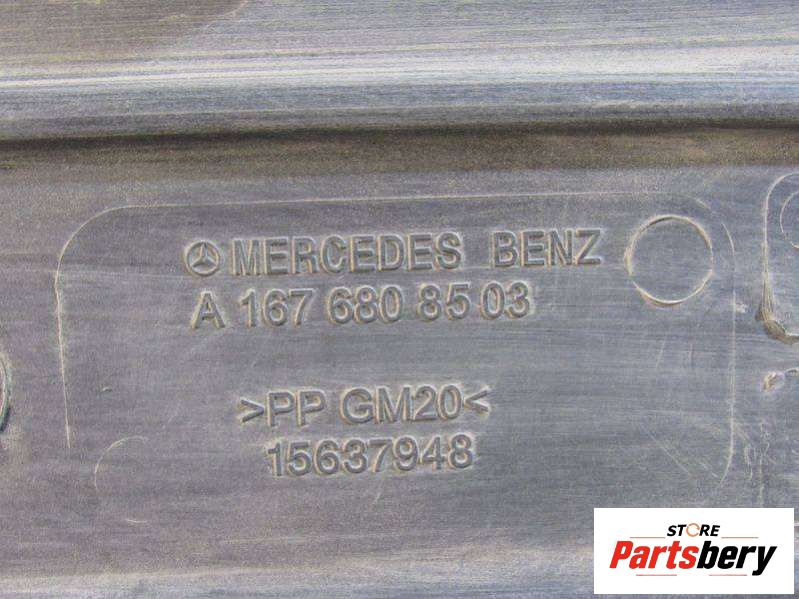 MERCEDES BENZ
A 167 680 85 03
>PP GM20<
15637948
STORE
Partsbery